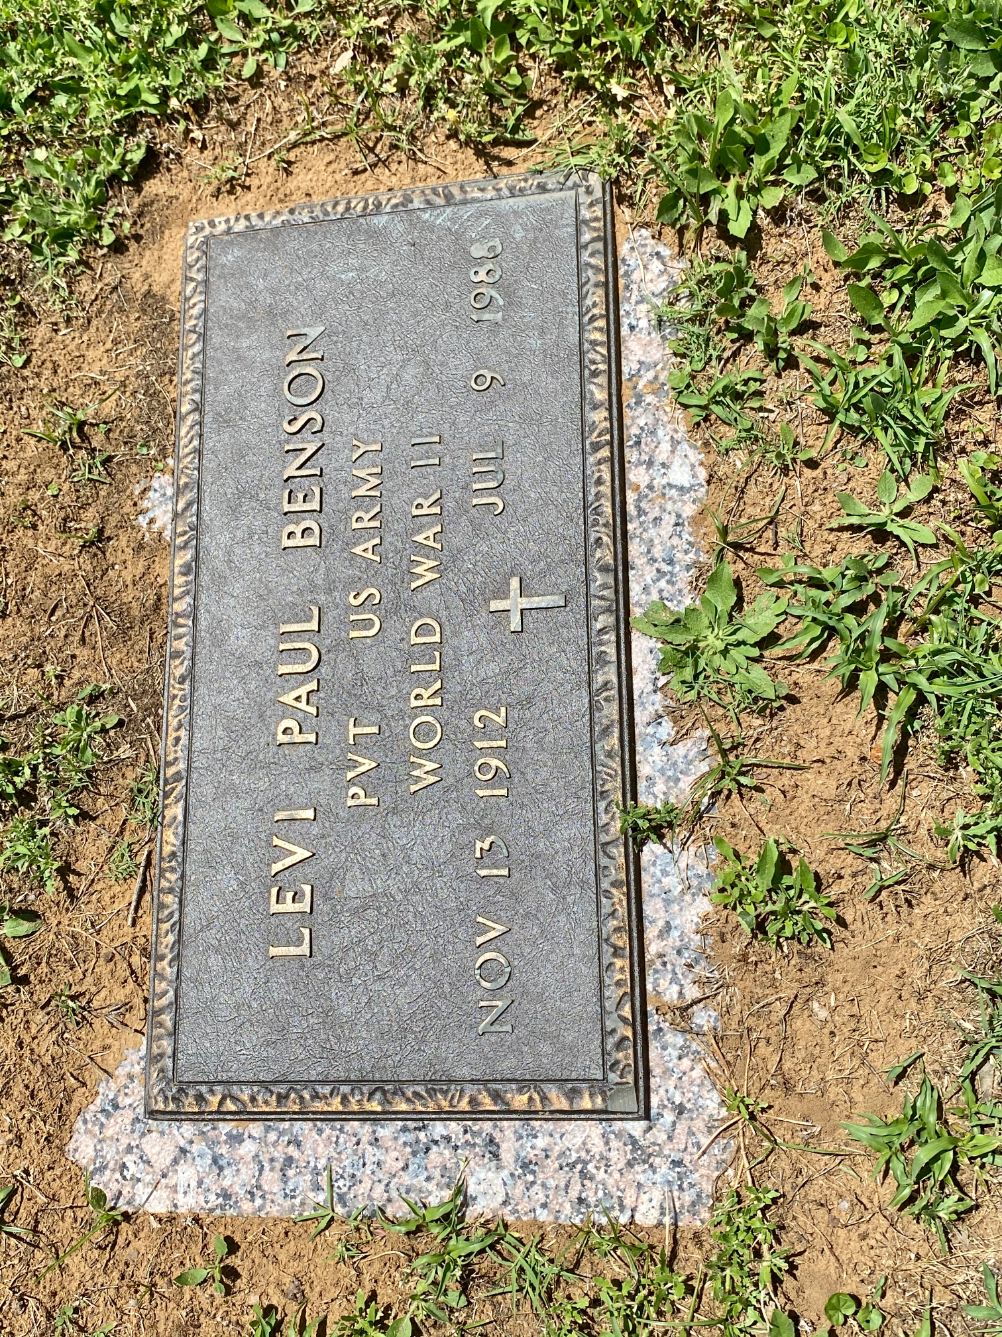 LEVI PAUL BENSON
PVT US ARMY
WORLD WAR II
NOV 13 1912 JUL 9 1988